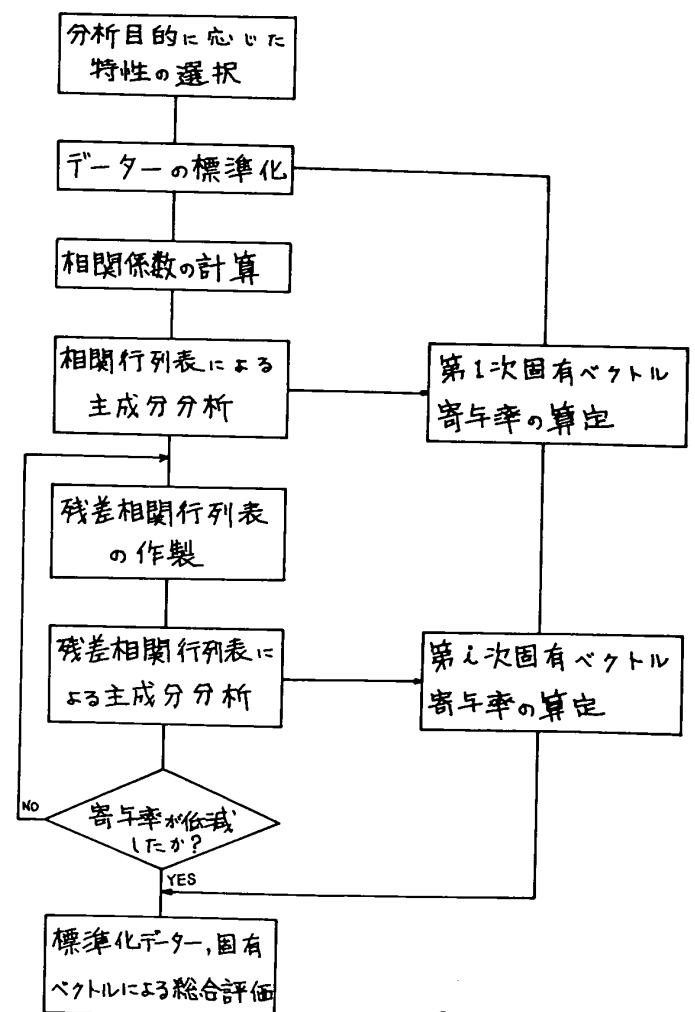 分析目的に応じた
特性の選択
データーの標準化
相関係数の計算
相関行列表による
主成分分析
第1次固有ベクトル
寄与率の算定
残差相関行列表
の作製
残差相関行列表に
よる主成分分析
第i次固有ベクトル
寄与率の算定
NO
寄与率が低減
したか?
YES
標準化データー,固有
ベクトルによる総合評価